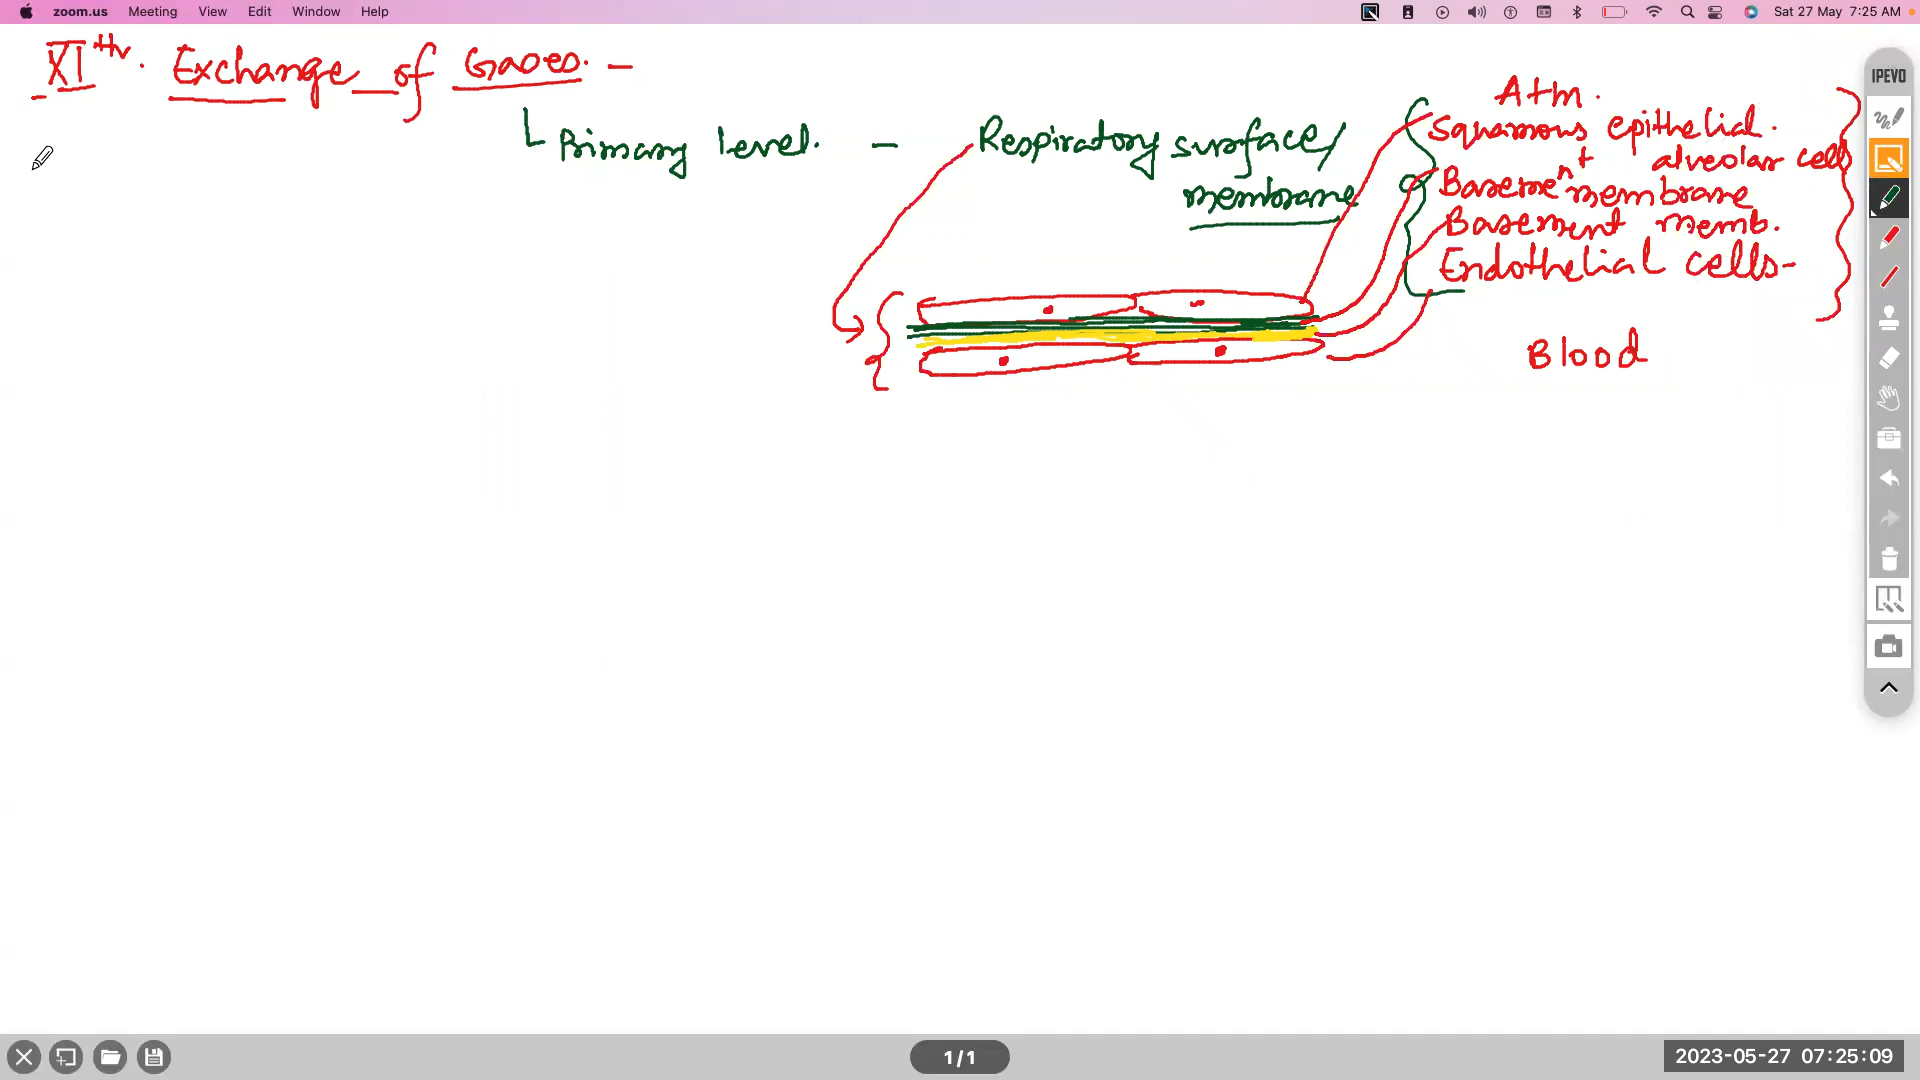 zoom.us Meeting View Edit Window Help Sat 27 May 7:25 AM
XIth. Exchange of Gases. -
Primary level. - Respiratory surface/
membrane
Atm.
Squamous epithelial.
+ alveolar cells
Basement membrane
Basement memb.
Endothelial cells-
Blood
IPEVO
1/1
2023-05-27 07:25:09